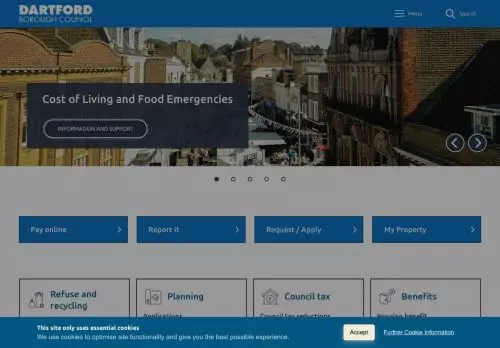 DARTFORD
BOROUGH COUNCIL
Menu
Search
Cost of Living and Food Emergencies
INFORMATION AND SUPPORT
Pay online
Report it
Request / Apply
My Property
Refuse and
recycling
Planning
Applications
Council tax
Council tax reductions
Benefits
Housing benefit
This site only uses essential cookies
We use cookies to optimise site functionality and give you the best possible experience.
Accept
Further Cookie Information